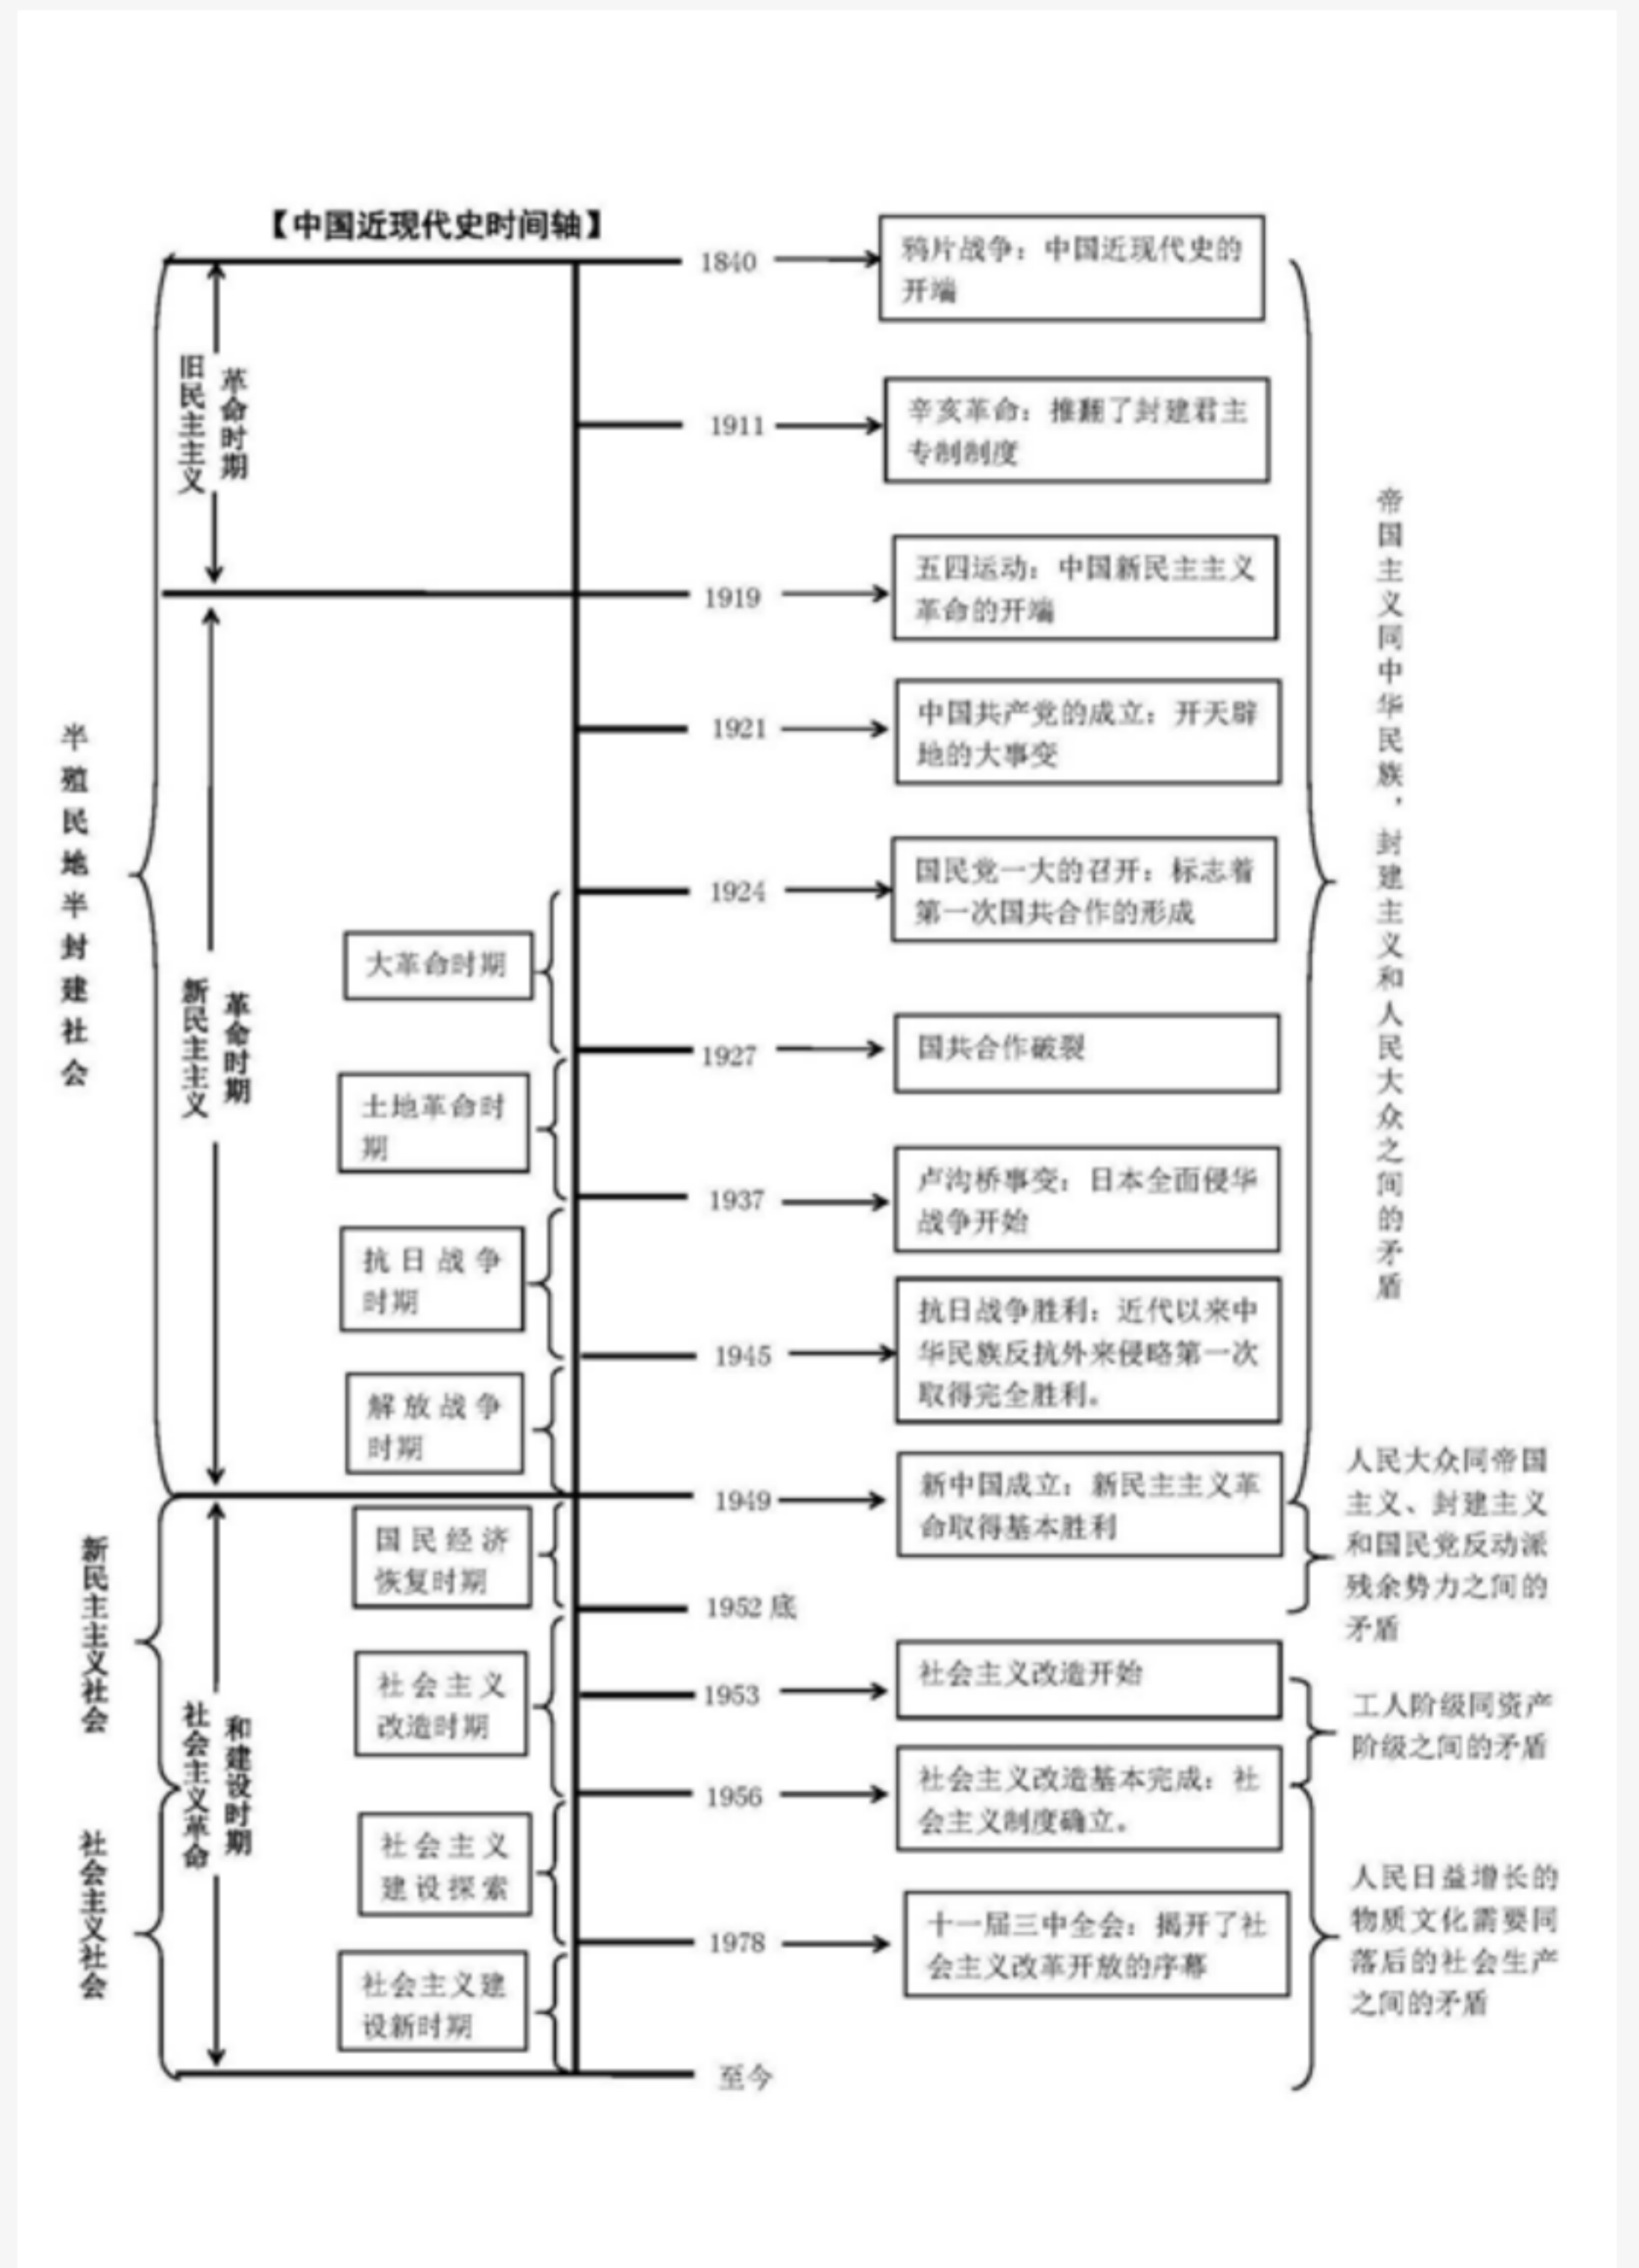 【中国近现代史时间轴】
1840
鸦片战争：中国近现代史的
开端
旧民主主义
革命时期
1911
辛亥革命：推翻了封建君主
专制制度
1919
五四运动：中国新民主主义
革命的开端
1921
中国共产党的成立：开天辟
地的大事变
半殖民地半封建社会
帝国主义同中华民族，封建主义和人民大众之间的矛盾
1924
国民党一大的召开：标志着
第一次国共合作的形成
大革命时期
新民主主义
革命时期
1927
国共合作破裂
土地革命时
期
1937
卢沟桥事变：日本全面侵华
战争开始
抗日战争
时期
1945
抗日战争胜利：近代以来中
华民族反抗外来侵略第一次
取得完全胜利。
解放战争
时期
1949
新中国成立：新民主主义革
命取得基本胜利
人民大众同帝国
主义、封建主义
和国民党反动派
残余势力之间的
矛盾
国民经济
恢复时期
新民主主义社会
1952 底
社会主义
改造时期
1953
社会主义改造开始
工人阶级同资产
阶级之间的矛盾
社会主义革命
和建设时期
1956
社会主义改造基本完成：社
会主义制度确立。
社会主义
建设探索
社会主义社会
1978
十一届三中全会：揭开了社
会主义改革开放的序幕
人民日益增长的
物质文化需要同
落后的社会生产
之间的矛盾
社会主义建
设新时期
至今